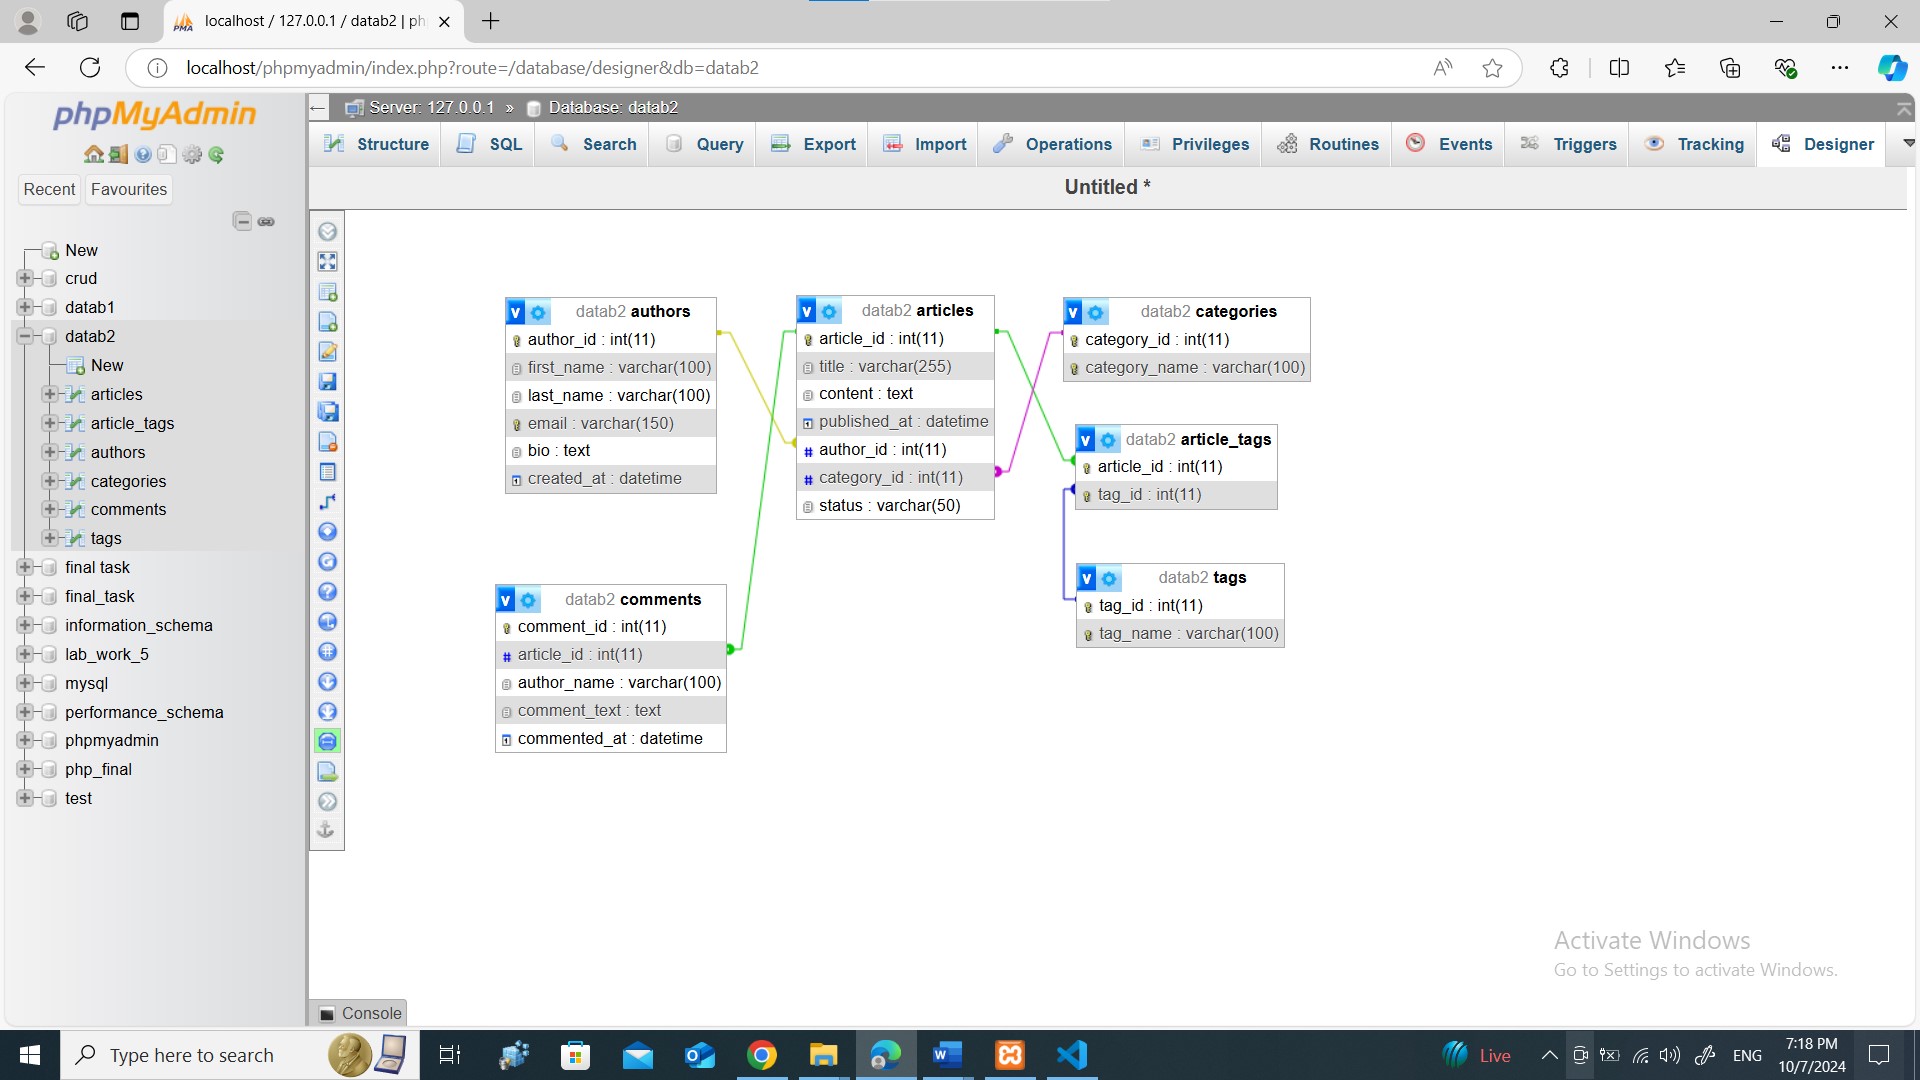 localhost / 127.0.0.1 / datab2 | ph
localhost/phpmyadmin/index.php?route=/database/designer&db=datab2
phpMyAdmin
Recent
Favourites
New
crud
datab1
datab2
New
articles
article_tags
authors
categories
comments
tags
final task
final_task
information_schema
lab_work_5
mysql
performance_schema
phpmyadmin
php_final
test
Server: 127.0.0.1 » Database: datab2
Structure
SQL
Search
Query
Export
Import
Operations
Privileges
Routines
Events
Triggers
Tracking
Designer
Untitled *
v datab2 authors
author_id : int(11)
first_name : varchar(100)
last_name : varchar(100)
email : varchar(150)
bio : text
created_at : datetime
v datab2 articles
article_id : int(11)
title : varchar(255)
content : text
published_at : datetime
# author_id : int(11)
# category_id : int(11)
status : varchar(50)
v datab2 categories
category_id : int(11)
category_name : varchar(100)
v datab2 article_tags
article_id : int(11)
tag_id : int(11)
v datab2 tags
tag_id : int(11)
tag_name : varchar(100)
v datab2 comments
comment_id : int(11)
# article_id : int(11)
author_name : varchar(100)
comment_text : text
commented_at : datetime
Activate Windows
Go to Settings to activate Windows.
Console
Type here to search
Live
ENG
7:18 PM
10/7/2024